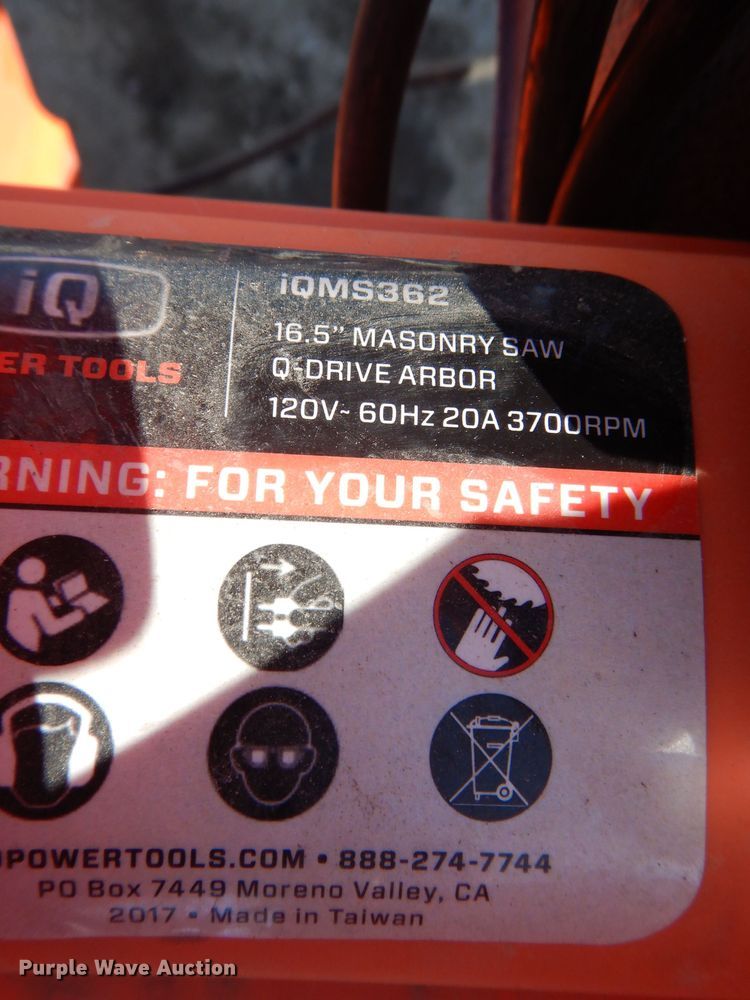 iQ
ER TOOLS
iQMS362
16.5" MASONRY SAW
Q-DRIVE ARBOR
120V~ 60Hz 20A 3700RPM
RNING: FOR YOUR SAFETY
QPOWERTOOLS.COM • 888-274-7744
PO Box 7449 Moreno Valley, CA
2017 • Made in Taiwan
Purple Wave Auction